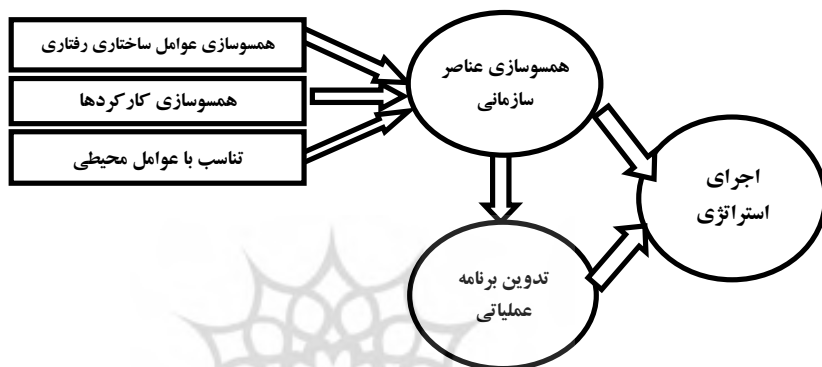 همسوسازی عوامل ساختاری رفتاری
همسوسازی کارکردها
تناسب با عوامل محیطی
همسوسازی عناصر
سازمانی
تدوین برنامه
عملیاتی
اجرای
استراتژی